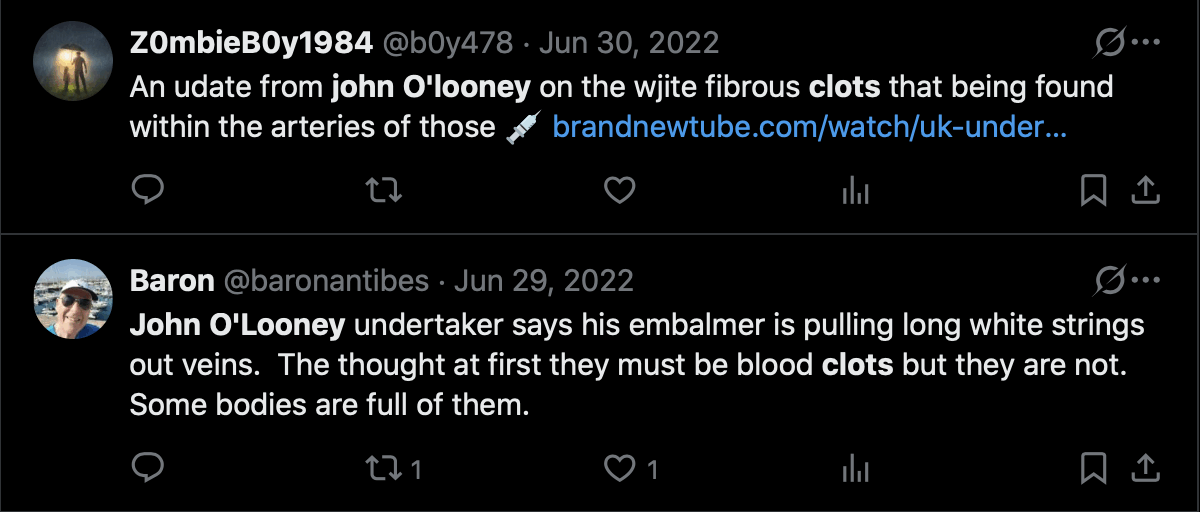 Z0mbieB0y1984 @b0y478 · Jun 30, 2022
An udate from john O'looney on the wjite fibrous clots that being found
within the arteries of those 💉 brandnewtube.com/watch/uk-under…
Baron @baronantibes · Jun 29, 2022
John O'Looney undertaker says his embalmer is pulling long white strings
out veins.  The thought at first they must be blood clots but they are not.
Some bodies are full of them.
1 1